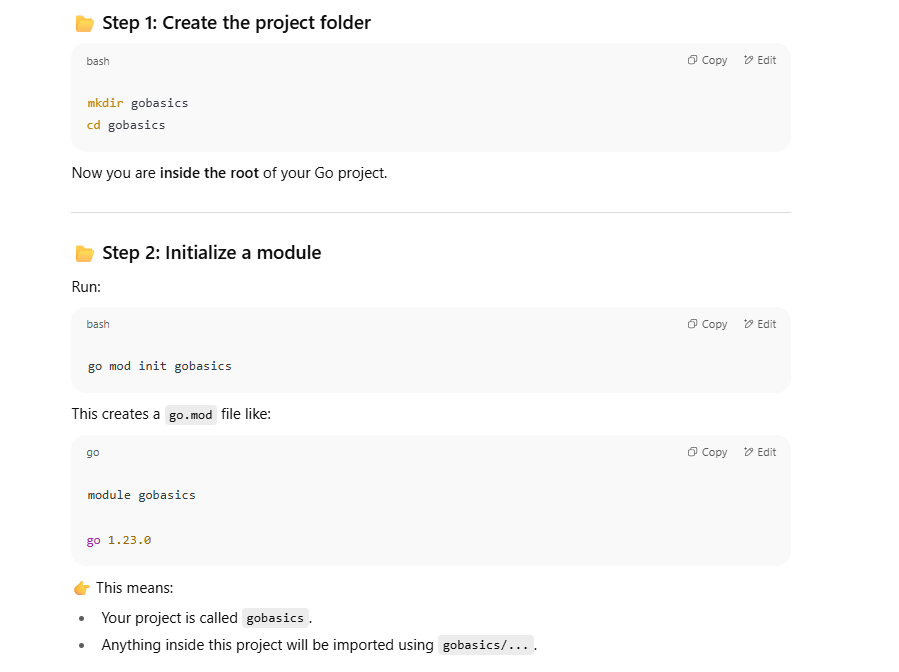 📁 Step 1: Create the project folder
bash
Copy Edit
mkdir gobasics
cd gobasics
Now you are inside the root of your Go project.
📁 Step 2: Initialize a module
Run:
bash
Copy Edit
go mod init gobasics
This creates a go.mod file like:
go
Copy Edit
module gobasics
go 1.23.0
👉 This means:
• Your project is called gobasics.
• Anything inside this project will be imported using gobasics/....